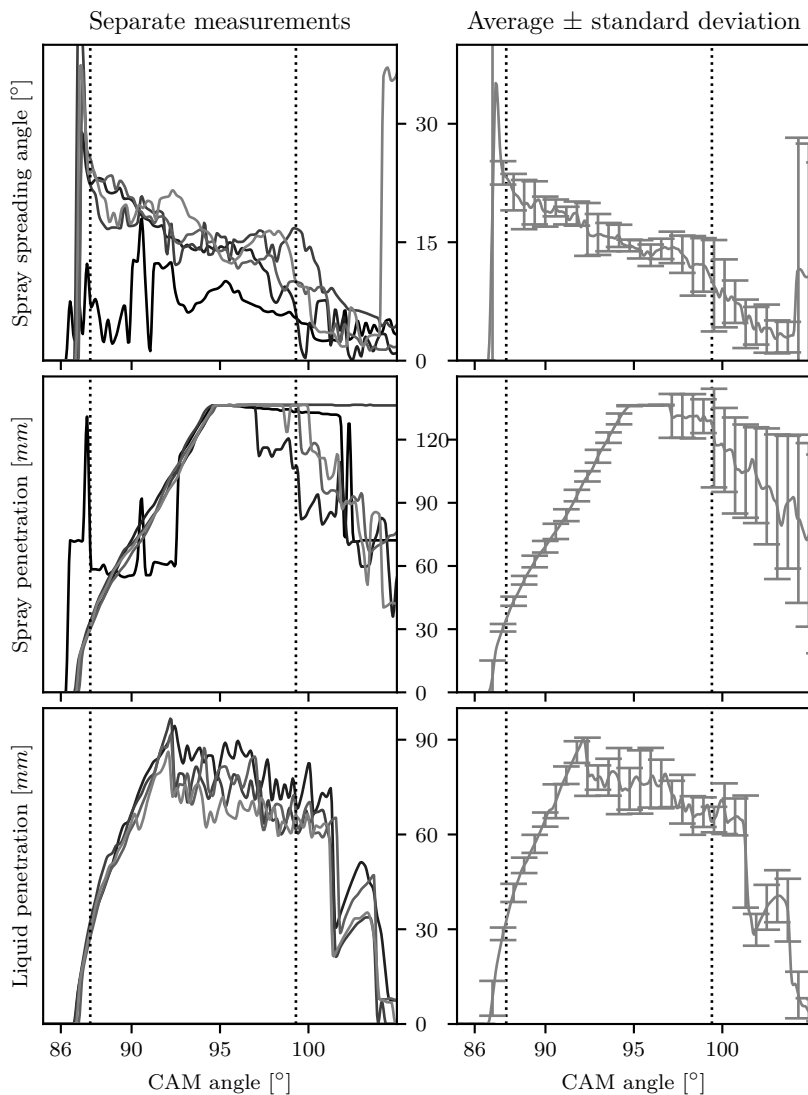 Separate measurements
Average ± standard deviation
Spray spreading angle [°]
30
15
0
Spray penetration [mm]
120
90
60
30
0
Liquid penetration [mm]
90
60
30
0
86 90 95 100
86 90 95 100
CAM angle [°]
CAM angle [°]